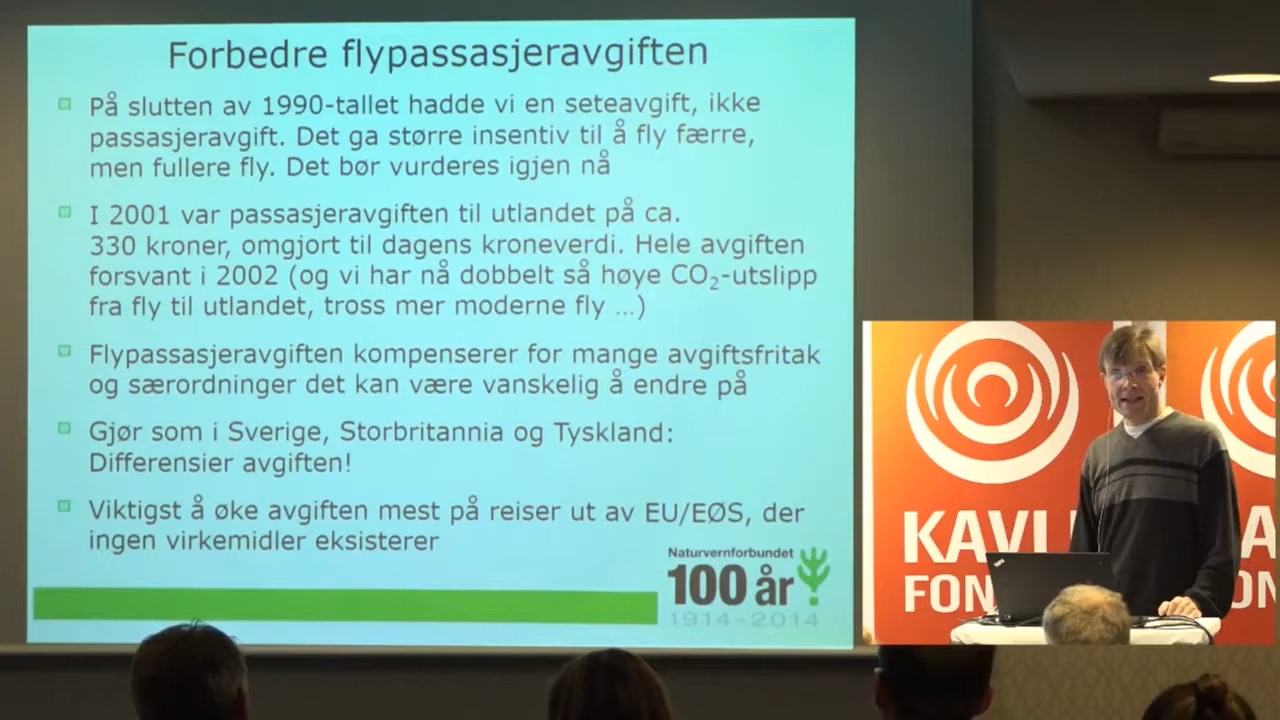 Forbedre flypassasjeravgiften
På slutten av 1990-tallet hadde vi en seteavgift, ikke
passasjeravgift. Det ga større insentiv til å fly færre,
men fullere fly. Det bør vurderes igjen nå
I 2001 var passasjeravgiften til utlandet på ca.
330 kroner, omgjort til dagens kroneverdi. Hele avgiften
forsvant i 2002 (og vi har nå dobbelt så høye CO₂-utslipp
fra fly til utlandet, tross mer moderne fly …)
Flypassasjeravgiften kompenserer for mange avgiftsfritak
og særordninger det kan være vanskelig å endre på
Gjør som i Sverige, Storbritannia og Tyskland:
Differensier avgiften!
Viktigst å øke avgiften mest på reiser ut av EU/EØS, der
ingen virkemidler eksisterer
Naturvernforbundet
100 år
1914-2014